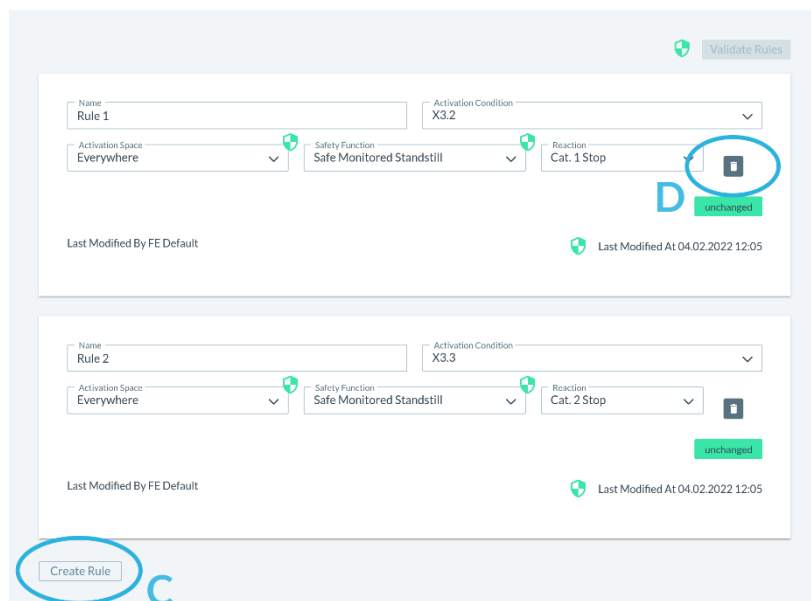 Validate Rules
Name
Rule 1
Activation Condition
X3.2
Activation Space
Everywhere
Safety Function
Safe Monitored Standstill
Reaction
Cat. 1 Stop
D
unchanged
Last Modified By FE Default
Last Modified At 04.02.2022 12:05
Name
Rule 2
Activation Condition
X3.3
Activation Space
Everywhere
Safety Function
Safe Monitored Standstill
Reaction
Cat. 2 Stop
unchanged
Last Modified By FE Default
Last Modified At 04.02.2022 12:05
Create Rule
C